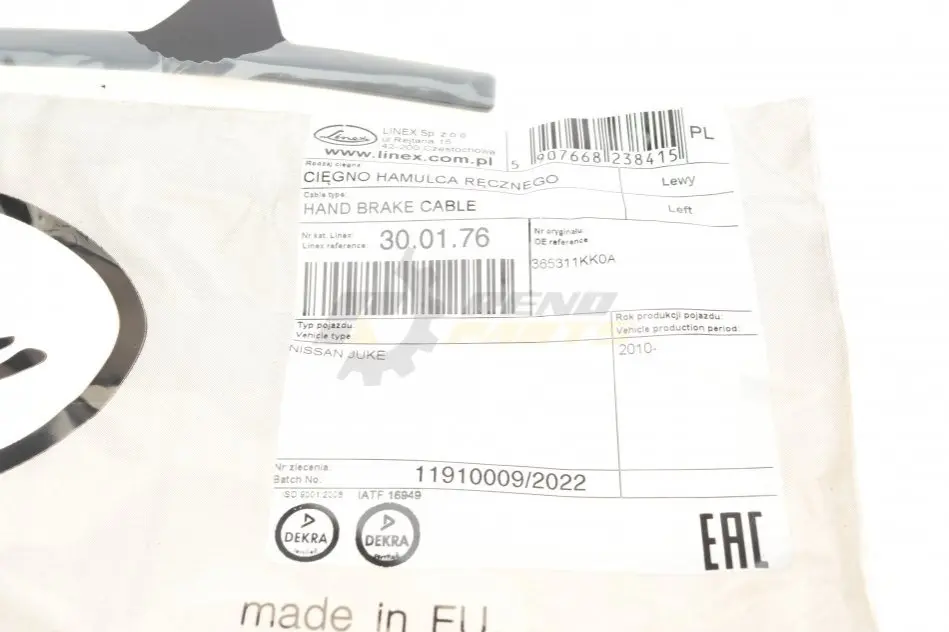 Linex
LINEX Sp. z o.o.
ul Rejtana 15
42-200 Częstochowa
www.linex.com.pl
5 907668 238415
PL
Rodzaj cięgna
CIĘGNO HAMULCA RĘCZNEGO
Lewy
Cable type:
HAND BRAKE CABLE
Left
Nr kat. Linex
Linex reference:
30.01.76
Nr oryginału
OE reference
365311KK0A
Typ pojazdu
Vehicle type
Rok produkcji pojazdu:
Vehicle production period:
NISSAN JUKE
2010-
Nr zlecenia
Batch No.
11910009/2022
ISO 9001:2008 IATF 16949
DEKRA
DEKRA
EAC
made in EU